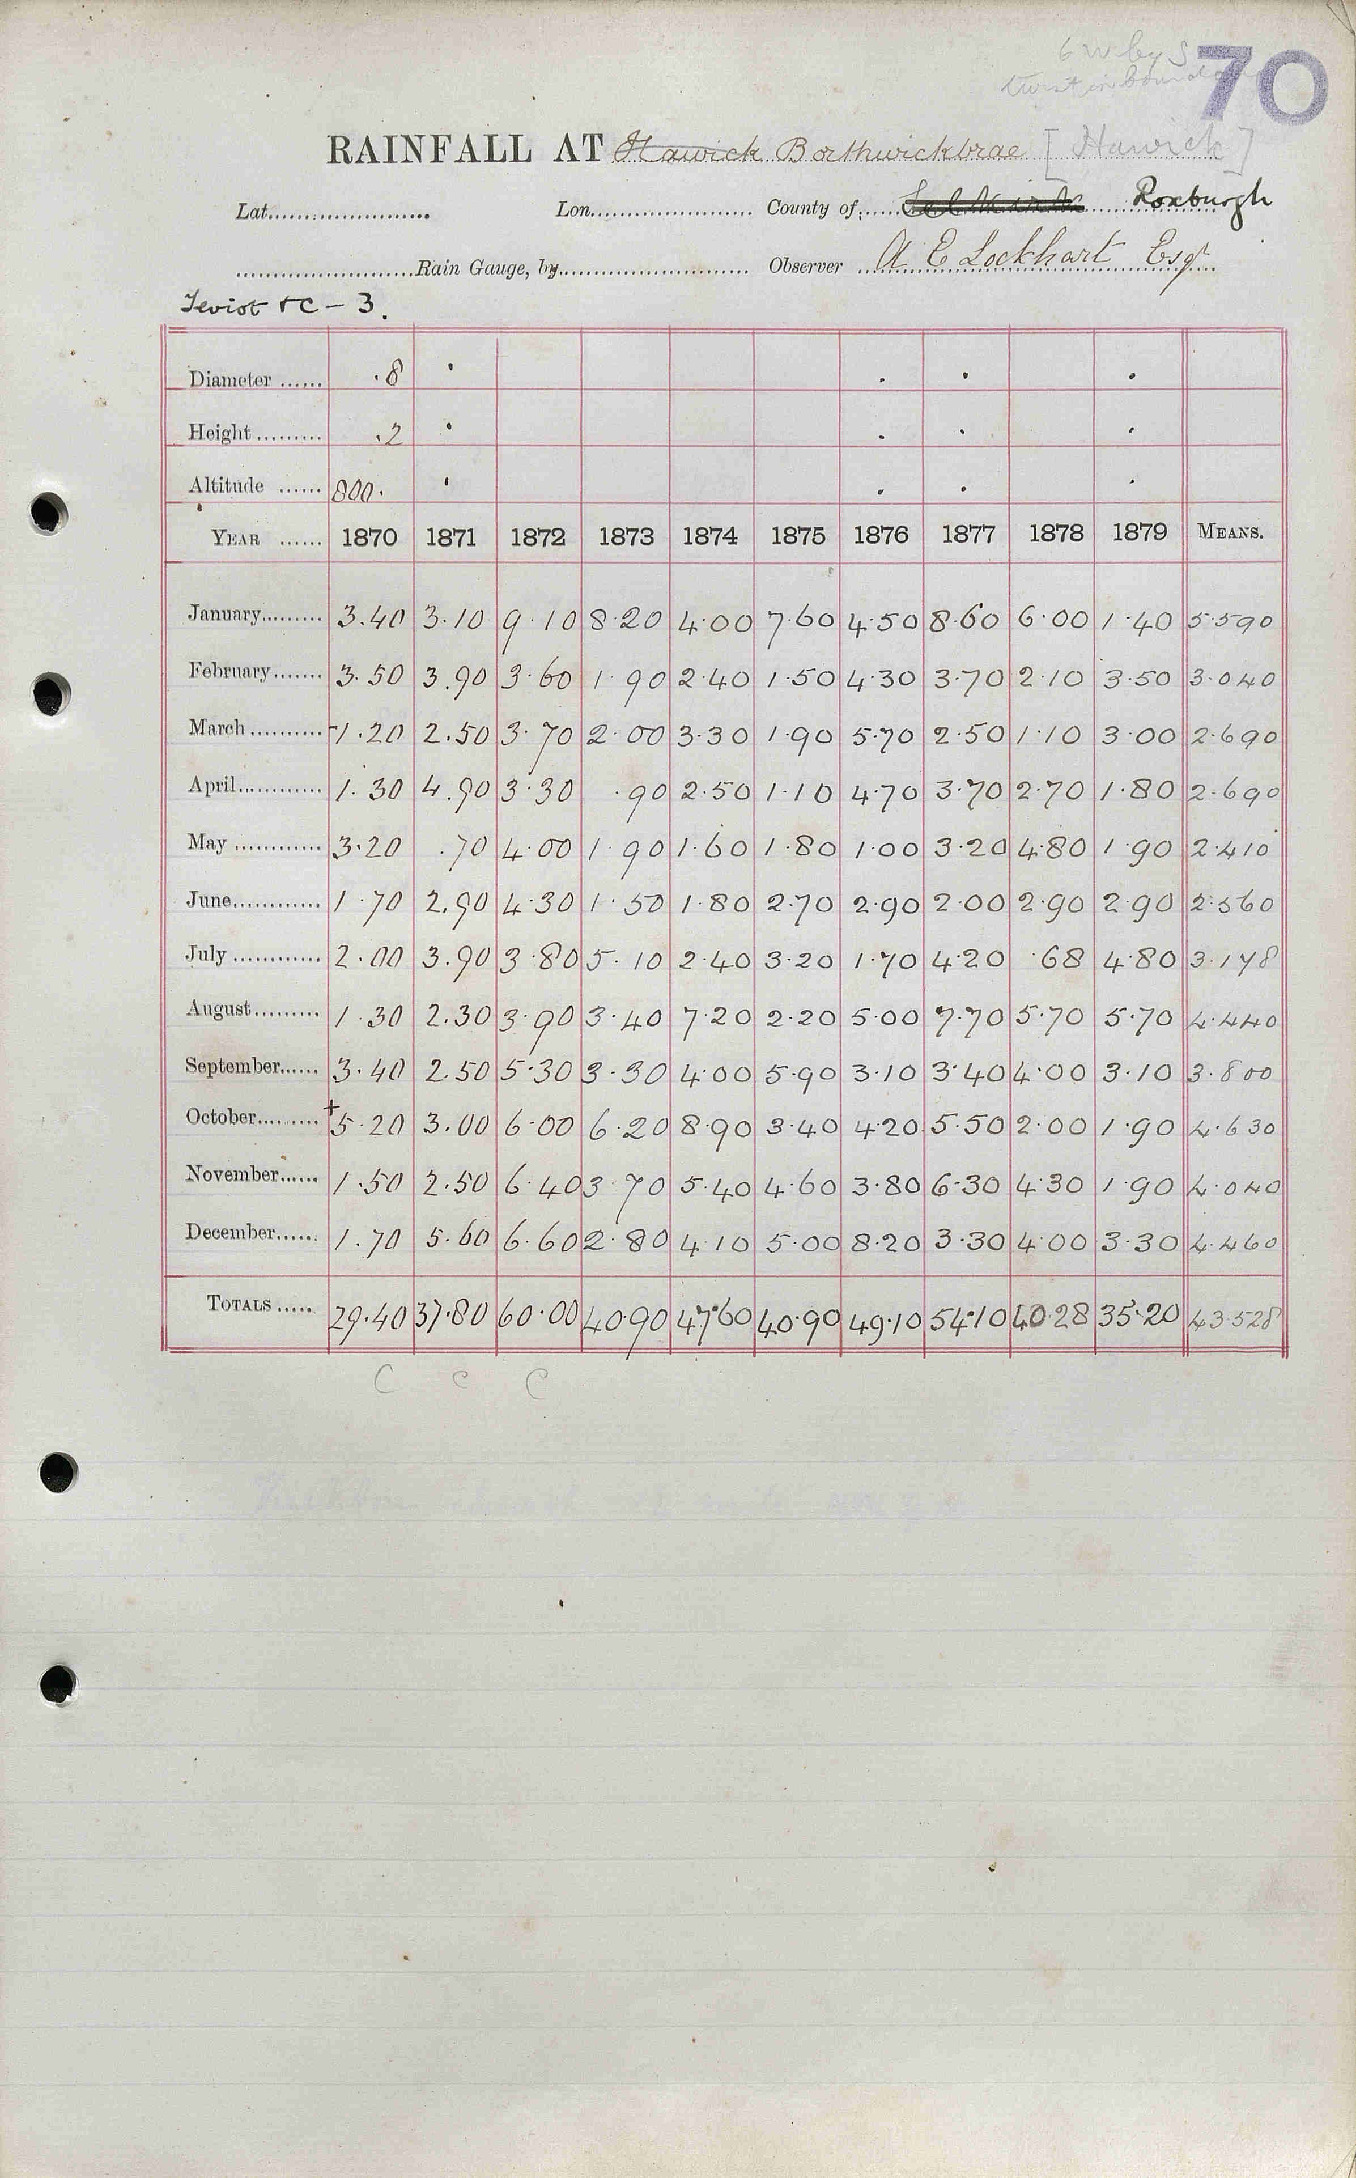 6 W by S
70
RAINFALL AT Hawick Borthwickbrae [Hawick]
Lat........................ Lon....................... County of...... Selkirk Roxburgh
..........................Rain Gauge, by........................... Observer A E Lockhart Esqr
Teviot &C - 3.
Diameter ...... .8 . . . .
Height......... .2 . . . .
Altitude ...... 800. . . . .
YEAR ...... 1870 1871 1872 1873 1874 1875 1876 1877 1878 1879 MEANS.
January......... 3.40 3.10 9.10 8.20 4.00 7.60 4.50 8.60 6.00 1.40 5.590
February....... 3.50 3.90 3.60 1.90 2.40 1.50 4.30 3.70 2.10 3.50 3.040
March .......... 1.20 2.50 3.70 2.00 3.30 1.90 5.70 2.50 1.10 3.00 2.690
April............ 1.30 4.90 3.30 .90 2.50 1.10 4.70 3.70 2.70 1.80 2.690
May ............ 3.20 .70 4.00 1.90 1.60 1.80 1.00 3.20 4.80 1.90 2.410
June............ 1.70 2.90 4.30 1.50 1.80 2.70 2.90 2.00 2.90 2.90 2.560
July ............ 2.00 3.90 3.80 5.10 2.40 3.20 1.70 4.20 .68 4.80 3.178
August......... 1.30 2.30 3.90 3.40 7.20 2.20 5.00 7.70 5.70 5.70 4.440
September...... 3.40 2.50 5.30 3.30 4.00 5.90 3.10 3.40 4.00 3.10 3.800
October......... +5.20 3.00 6.00 6.20 8.90 3.40 4.20 5.50 2.00 1.90 4.630
November...... 1.50 2.50 6.40 3.70 5.40 4.60 3.80 6.30 4.30 1.90 4.040
December...... 1.70 5.60 6.60 2.80 4.10 5.00 8.20 3.30 4.00 3.30 4.460
TOTALS ..... 29.40 37.80 60.00 40.90 47.60 40.90 49.10 54.10 40.28 35.20 43.528
C C C